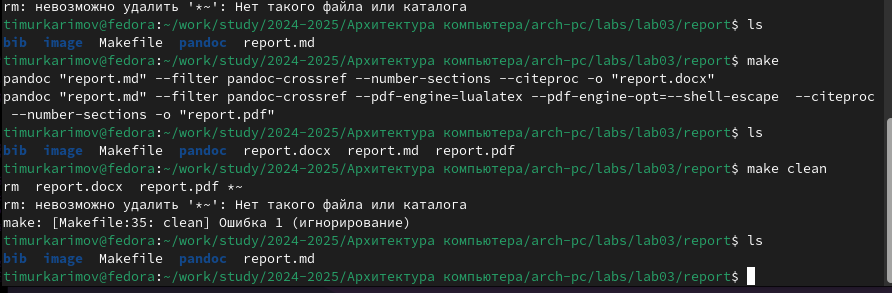 rm: невозможно удалить '*~': Нет такого файла или каталога
timurkarimov@fedora:~/work/study/2024-2025/Архитектура компьютера/arch-pc/labs/lab03/report$ ls
bib  image  Makefile  pandoc  report.md
timurkarimov@fedora:~/work/study/2024-2025/Архитектура компьютера/arch-pc/labs/lab03/report$ make
pandoc "report.md" --filter pandoc-crossref --number-sections --citeproc -o "report.docx"
pandoc "report.md" --filter pandoc-crossref --pdf-engine=lualatex --pdf-engine-opt=--shell-escape  --citeproc
 --number-sections -o "report.pdf"
timurkarimov@fedora:~/work/study/2024-2025/Архитектура компьютера/arch-pc/labs/lab03/report$ ls
bib  image  Makefile  pandoc  report.docx  report.md  report.pdf
timurkarimov@fedora:~/work/study/2024-2025/Архитектура компьютера/arch-pc/labs/lab03/report$ make clean
rm  report.docx  report.pdf *~
rm: невозможно удалить '*~': Нет такого файла или каталога
make: [Makefile:35: clean] Ошибка 1 (игнорирование)
timurkarimov@fedora:~/work/study/2024-2025/Архитектура компьютера/arch-pc/labs/lab03/report$ ls
bib  image  Makefile  pandoc  report.md
timurkarimov@fedora:~/work/study/2024-2025/Архитектура компьютера/arch-pc/labs/lab03/report$